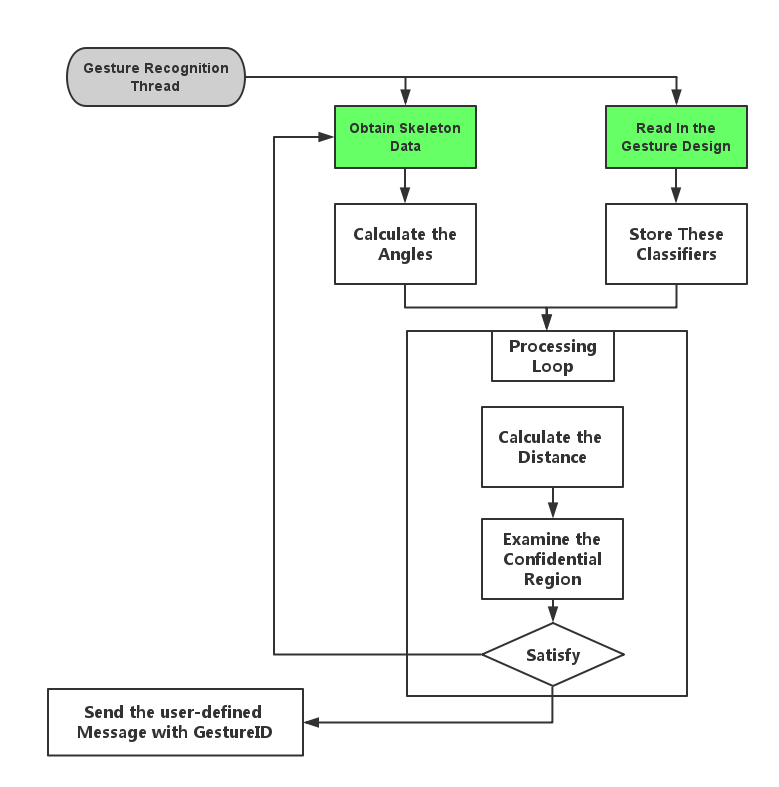 Gesture Recognition
Thread
Obtain Skeleton
Data
Read In the
Gesture Design
Calculate the
Angles
Store These
Classifiers
Processing
Loop
Calculate the
Distance
Examine the
Confidential
Region
Satisfy
Send the user-defined
Message with GestureID